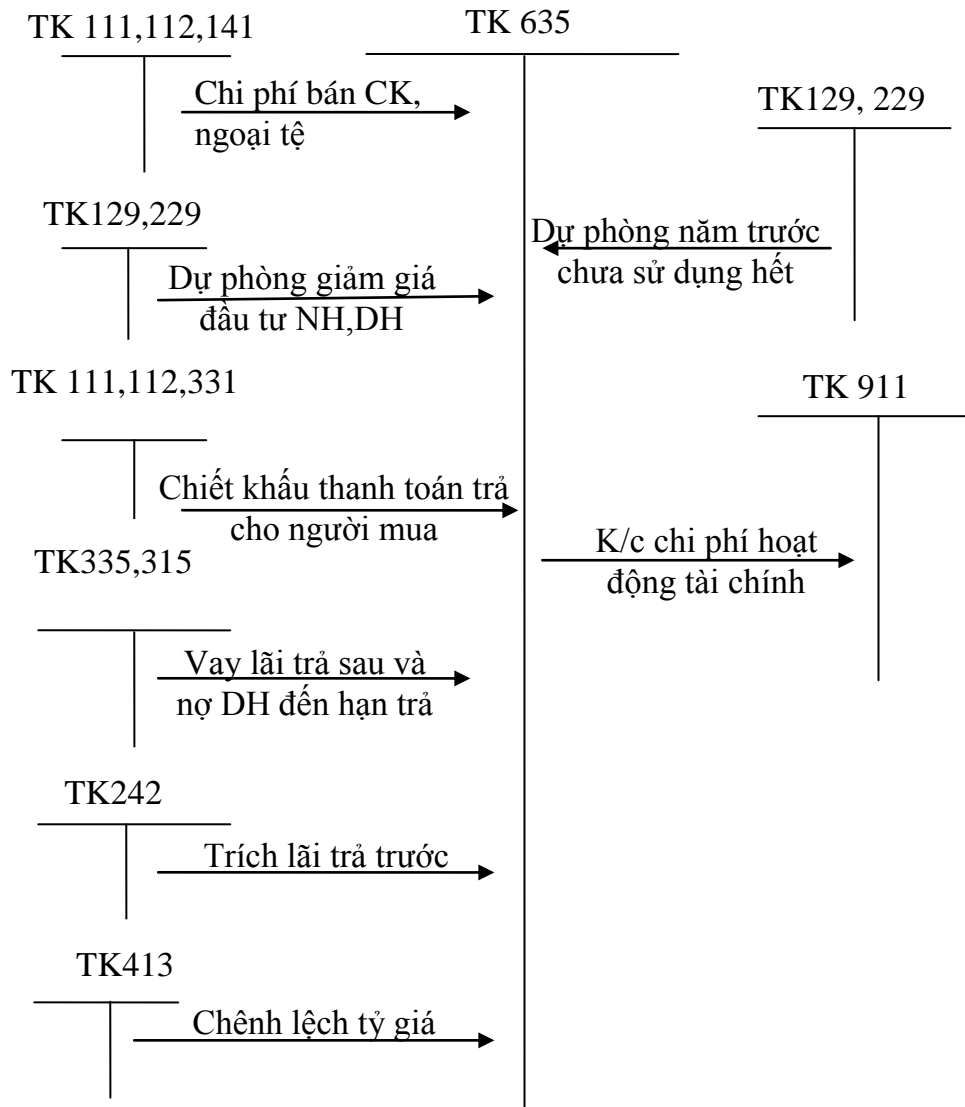 TK 111,112,141
TK 635
Chi phí bán CK,
ngoại tệ
TK129, 229
TK129,229
Dự phòng năm trước
chưa sử dụng hết
Dự phòng giảm giá
đầu tư NH,DH
TK 111,112,331
TK 911
Chiết khấu thanh toán trả
cho người mua
K/c chi phí hoạt
động tài chính
TK335,315
Vay lãi trả sau và
nợ DH đến hạn trả
TK242
Trích lãi trả trước
TK413
Chênh lệch tỷ giá